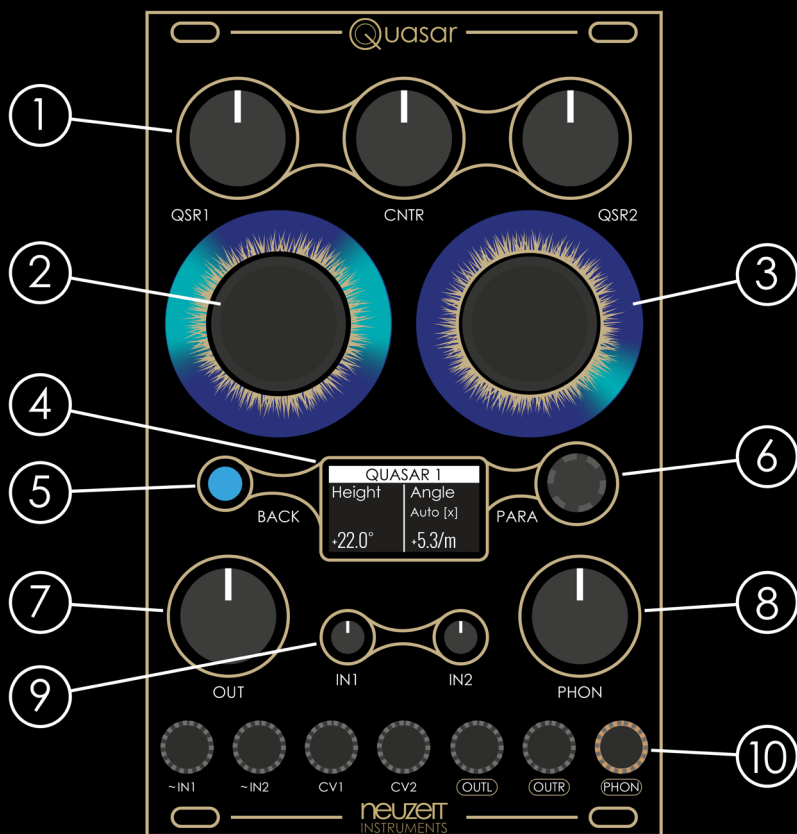 Quasar
1
QSR1
CNTR
QSR2
2
3
4
QUASAR 1
Height
Angle
Auto [x]
+22.0°
+5.3/m
5
BACK
PARA
6
7
OUT
8
PHON
9
IN1
IN2
~IN1
~IN2
CV1
CV2
OUTL
OUTR
PHON
10
neuzeit
INSTRUMENTS